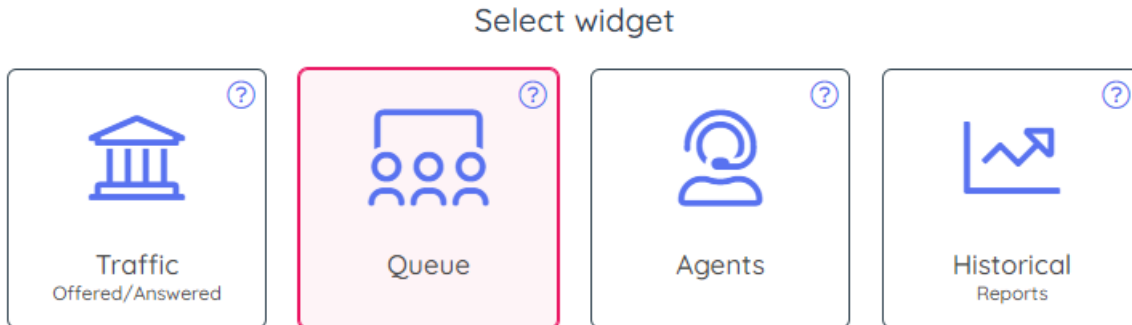 Select widget
?
?
?
?
Traffic
Offered/Answered
Queue
Agents
Historical
Reports